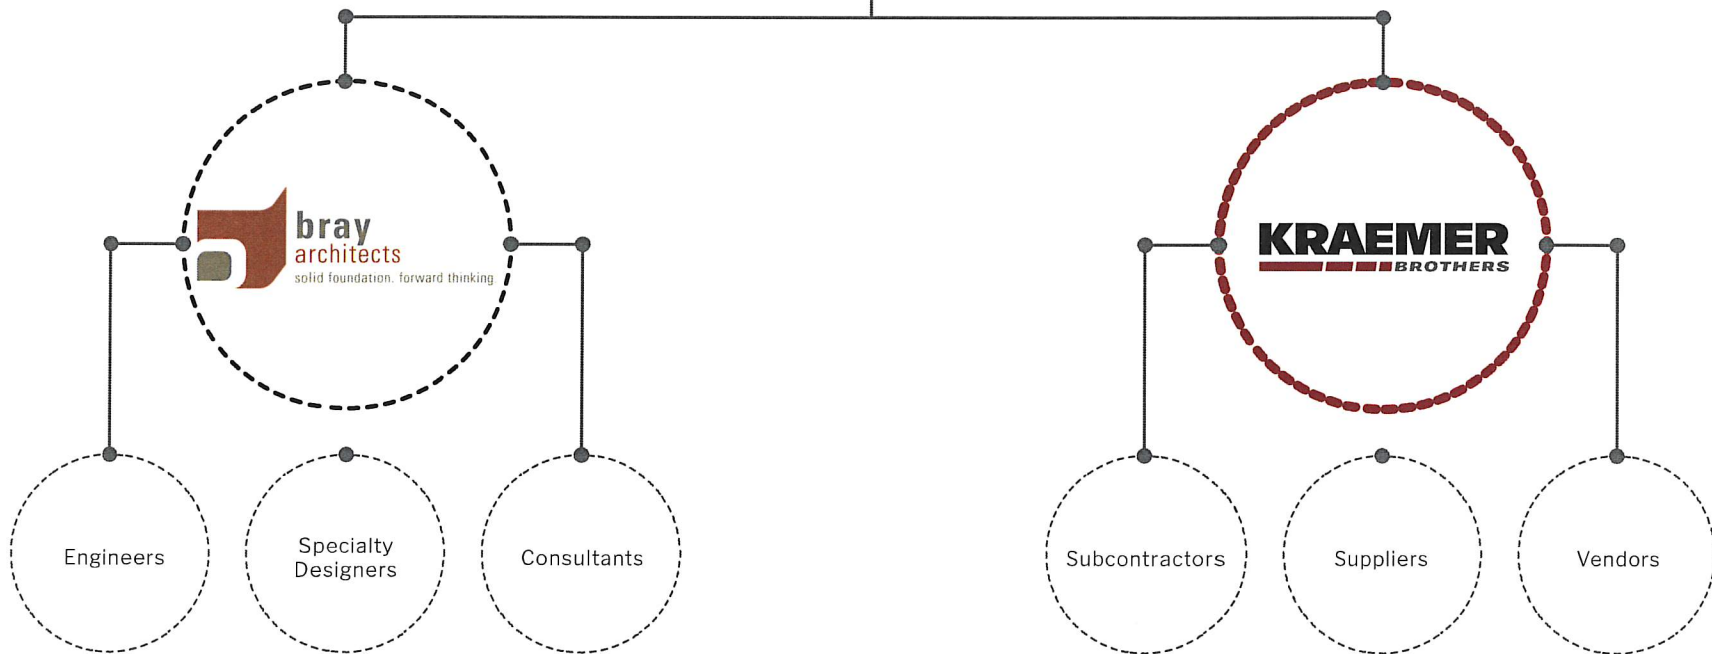 bray
architects
solid foundation. forward thinking
KRAEMER
BROTHERS
Engineers
Specialty
Designers
Consultants
Subcontractors
Suppliers
Vendors